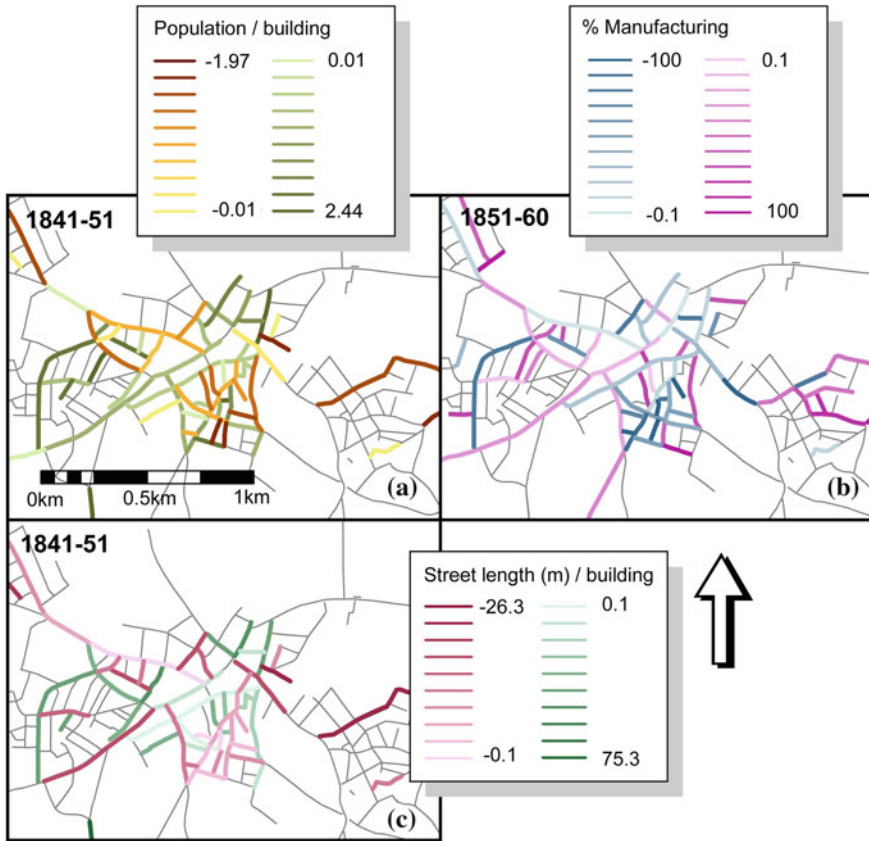 Population / building
-1.97
0.01
-0.01
2.44
% Manufacturing
-100
0.1
-0.1
100
1841-51
1851-60
0km
0.5km
1km
(a)
(b)
1841-51
Street length (m) / building
-26.3
0.1
-0.1
75.3
(c)